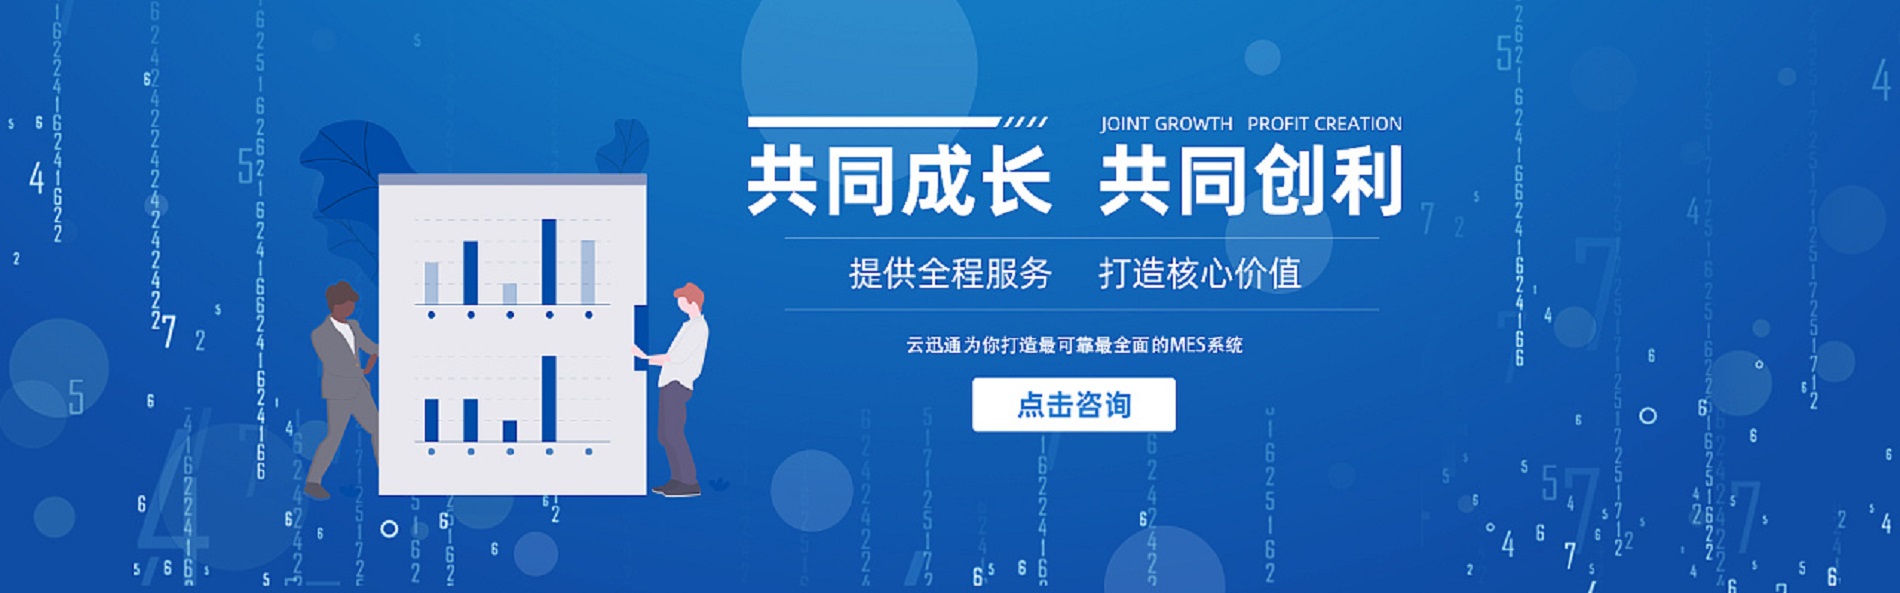 JOINT GROWTH PROFIT CREATION
共同成长 共同创利
提供全程服务 打造核心价值
云迅通为你打造最可靠最全面的MES系统
点击咨询